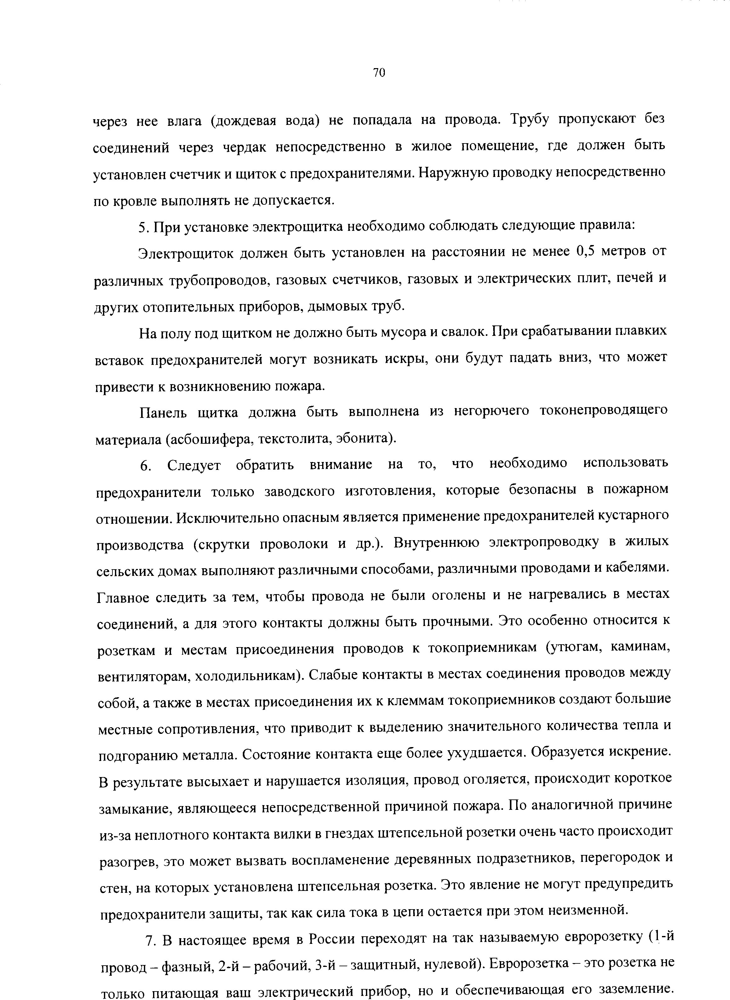 70
через нее влага (дождевая вода) не попадала на провода. Трубу пропускают без
соединений через чердак непосредственно в жилое помещение, где должен быть
установлен счетчик и щиток с предохранителями. Наружную проводку непосредственно
по кровле выполнять не допускается.
5. При установке электрощитка необходимо соблюдать следующие правила:
Электрощиток должен быть установлен на расстоянии не менее 0,5 метров от
различных трубопроводов, газовых счетчиков, газовых и электрических плит, печей и
других отопительных приборов, дымовых труб.
На полу под щитком не должно быть мусора и свалок. При срабатывании плавких
вставок предохранителей могут возникать искры, они будут падать вниз, что может
привести к возникновению пожара.
Панель щитка должна быть выполнена из негорючего токонепроводящего
материала (асбошифера, текстолита, эбонита).
6. Следует обратить внимание на то, что необходимо использовать
предохранители только заводского изготовления, которые безопасны в пожарном
отношении. Исключительно опасным является применение предохранителей кустарного
производства (скрутки проволоки и др.). Внутреннюю электропроводку в жилых
сельских домах выполняют различными способами, различными проводами и кабелями.
Главное следить за тем, чтобы провода не были оголены и не нагревались в местах
соединений, а для этого контакты должны быть прочными. Это особенно относится к
розеткам и местам присоединения проводов к токоприемникам (утюгам, каминам,
вентиляторам, холодильникам). Слабые контакты в местах соединения проводов между
собой, а также в местах присоединения их к клеммам токоприемников создают большие
местные сопротивления, что приводит к выделению значительного количества тепла и
подгоранию металла. Состояние контакта еще более ухудшается. Образуется искрение.
В результате высыхает и нарушается изоляция, провод оголяется, происходит короткое
замыкание, являющееся непосредственной причиной пожара. По аналогичной причине
из-за неплотного контакта вилки в гнездах штепсельной розетки очень часто происходит
разогрев, это может вызвать воспламенение деревянных подразетников, перегородок и
стен, на которых установлена штепсельная розетка. Это явление не могут предупредить
предохранители защиты, так как сила тока в цепи остается при этом неизменной.
7. В настоящее время в России переходят на так называемую евророзетку (1-й
провод – фазный, 2-й – рабочий, 3-й – защитный, нулевой). Евророзетка – это розетка не
только питающая ваш электрический прибор, но и обеспечивающая его заземление.